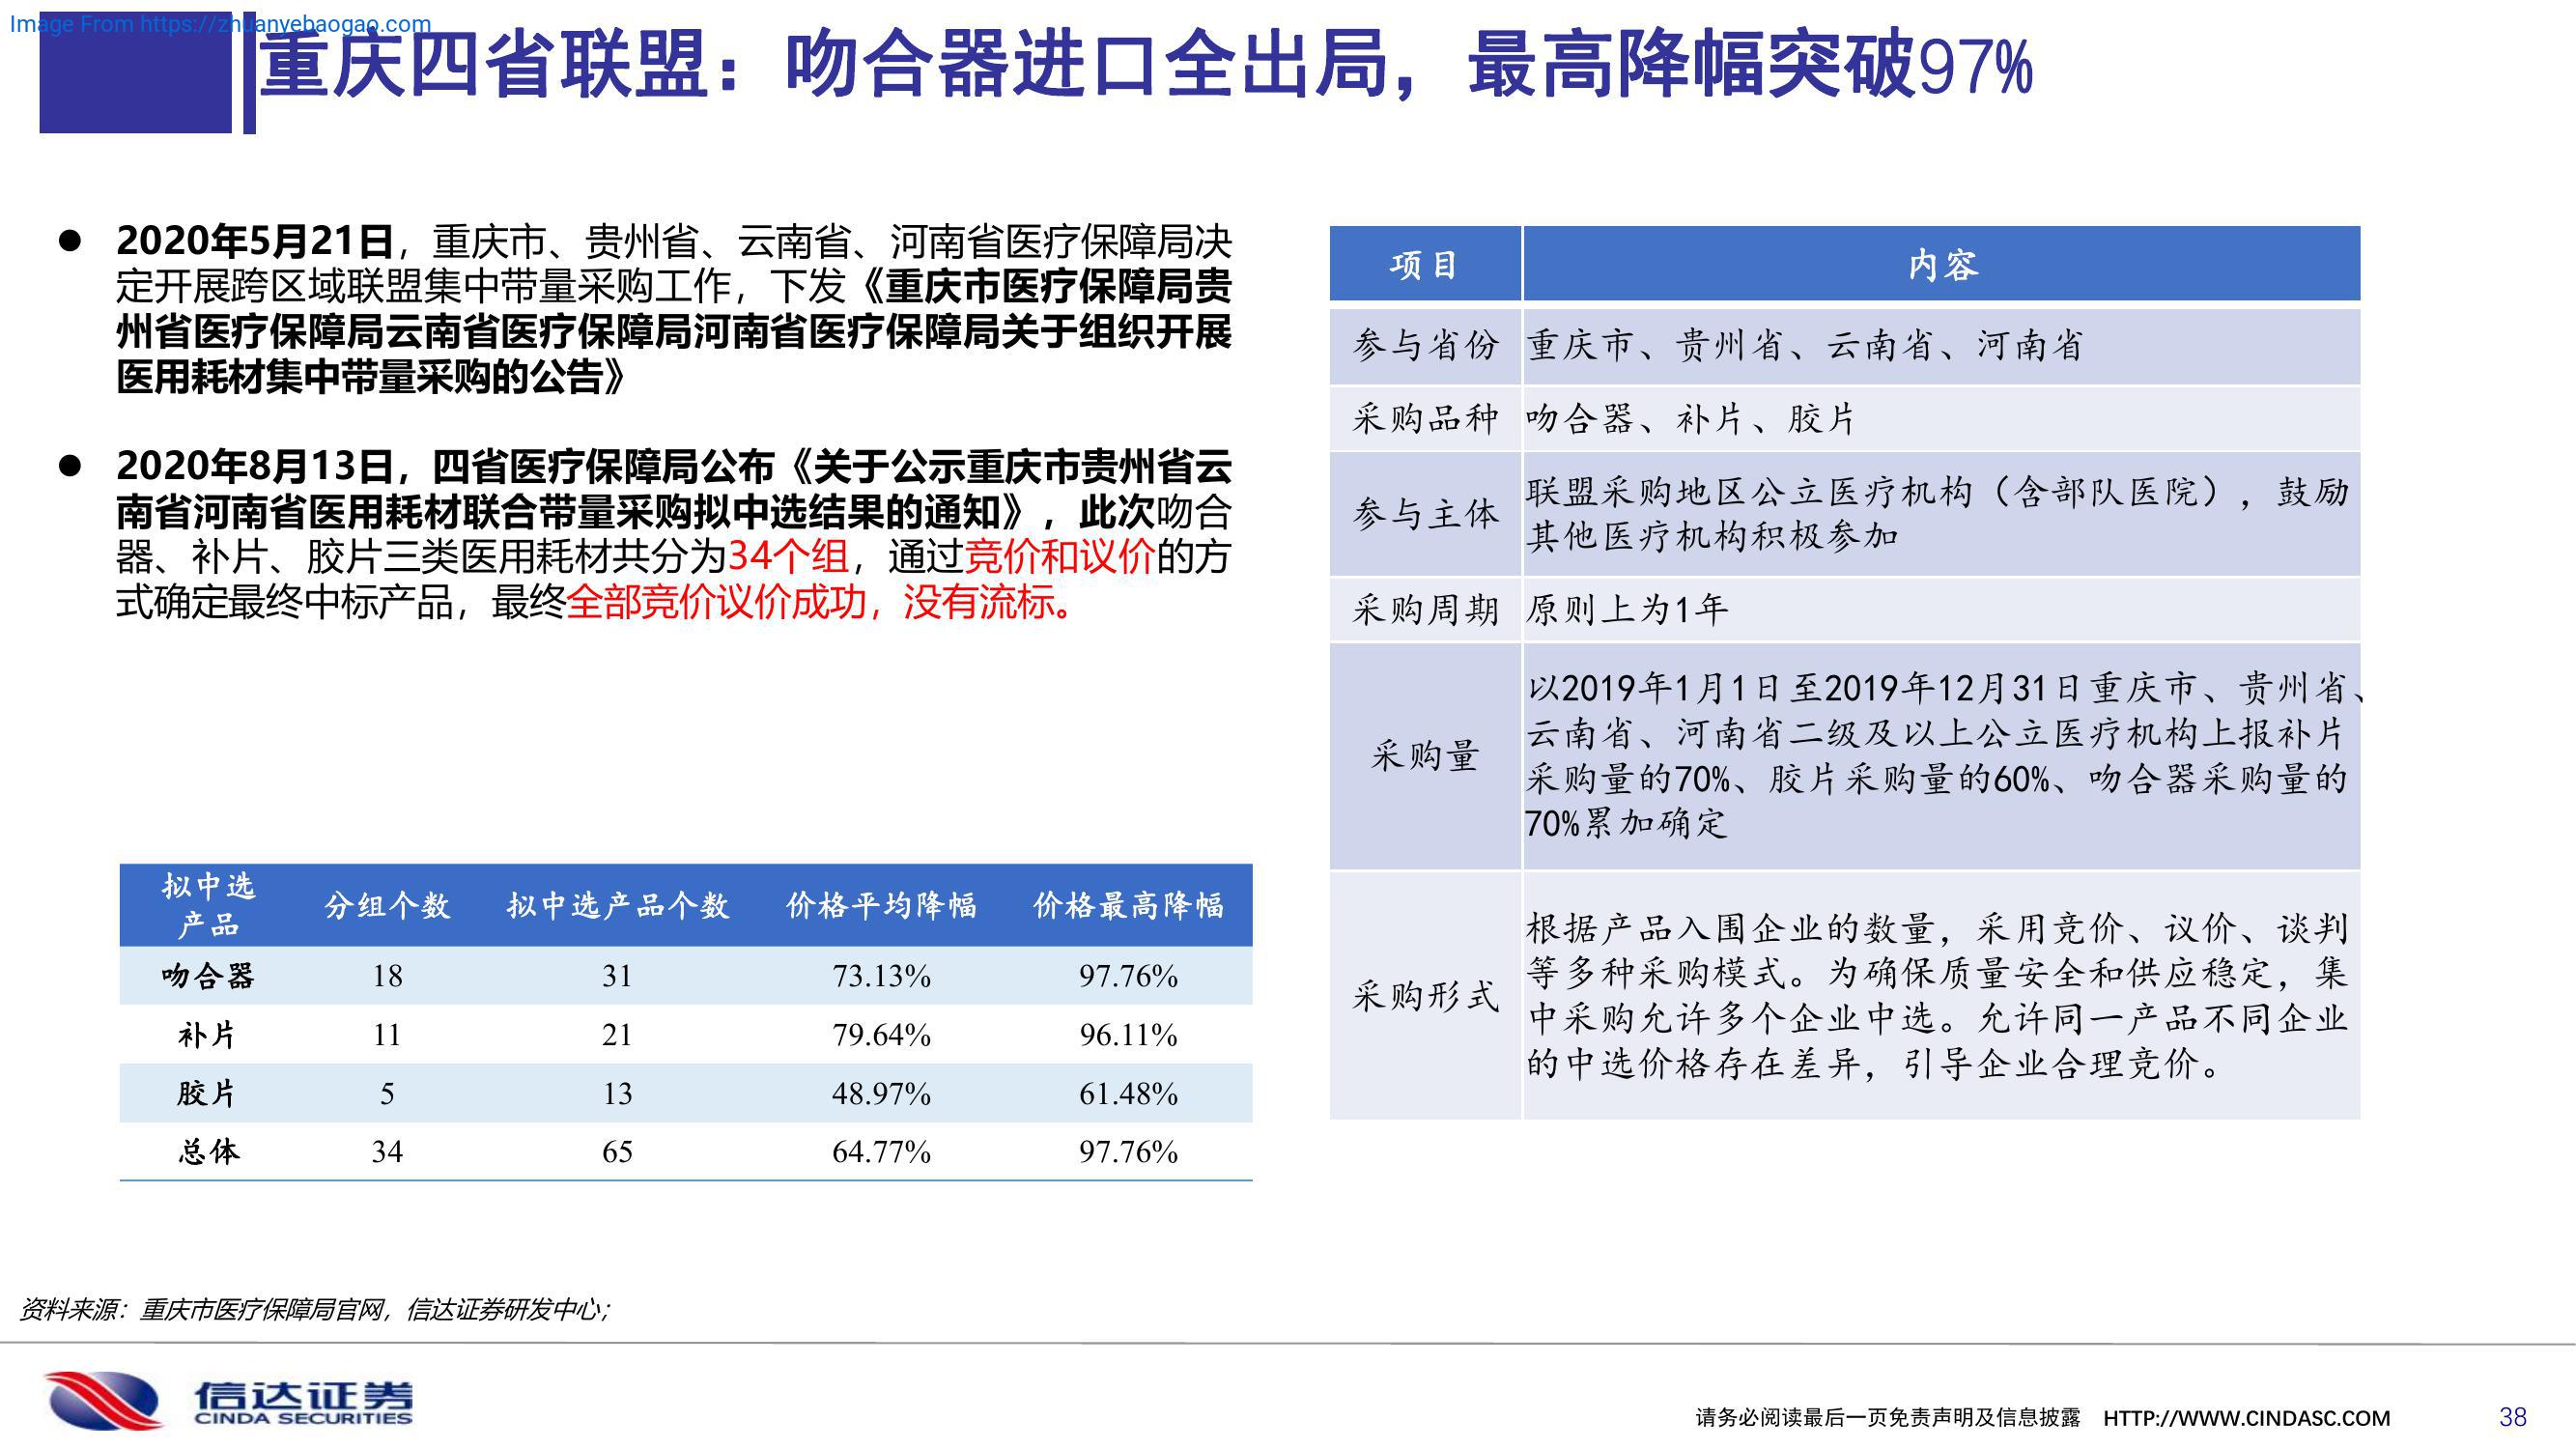 Image From https://zhuanyebaogao.com
重庆四省联盟：吻合器进口全出局，最高降幅突破97%
● 2020年5月21日，重庆市、贵州省、云南省、河南省医疗保障局决
定开展跨区域联盟集中带量采购工作，下发《重庆市医疗保障局贵
州省医疗保障局云南省医疗保障局河南省医疗保障局关于组织开展
医用耗材集中带量采购的公告》
● 2020年8月13日，四省医疗保障局公布《关于公示重庆市贵州省云
南省河南省医用耗材联合带量采购拟中选结果的通知》，此次吻合
器、补片、胶片三类医用耗材共分为34个组，通过竞价和议价的方
式确定最终中标产品，最终全部竞价议价成功，没有流标。
拟中选
产品 分组个数 拟中选产品个数 价格平均降幅 价格最高降幅
吻合器 18 31 73.13% 97.76%
补片 11 21 79.64% 96.11%
胶片 5 13 48.97% 61.48%
总体 34 65 64.77% 97.76%
项目 内容
参与省份 重庆市、贵州省、云南省、河南省
采购品种 吻合器、补片、胶片
参与主体 联盟采购地区公立医疗机构（含部队医院），鼓励
其他医疗机构积极参加
采购周期 原则上为1年
采购量 以2019年1月1日至2019年12月31日重庆市、贵州省、
云南省、河南省二级及以上公立医疗机构上报补片
采购量的70%、胶片采购量的60%、吻合器采购量的
70%累加确定
采购形式 根据产品入围企业的数量，采用竞价、议价、谈判
等多种采购模式。为确保质量安全和供应稳定，集
中采购允许多个企业中选。允许同一产品不同企业
的中选价格存在差异，引导企业合理竞价。
资料来源：重庆市医疗保障局官网，信达证券研发中心；
信达证券
CINDA SECURITIES
请务必阅读最后一页免责声明及信息披露 HTTP://WWW.CINDASC.COM 38